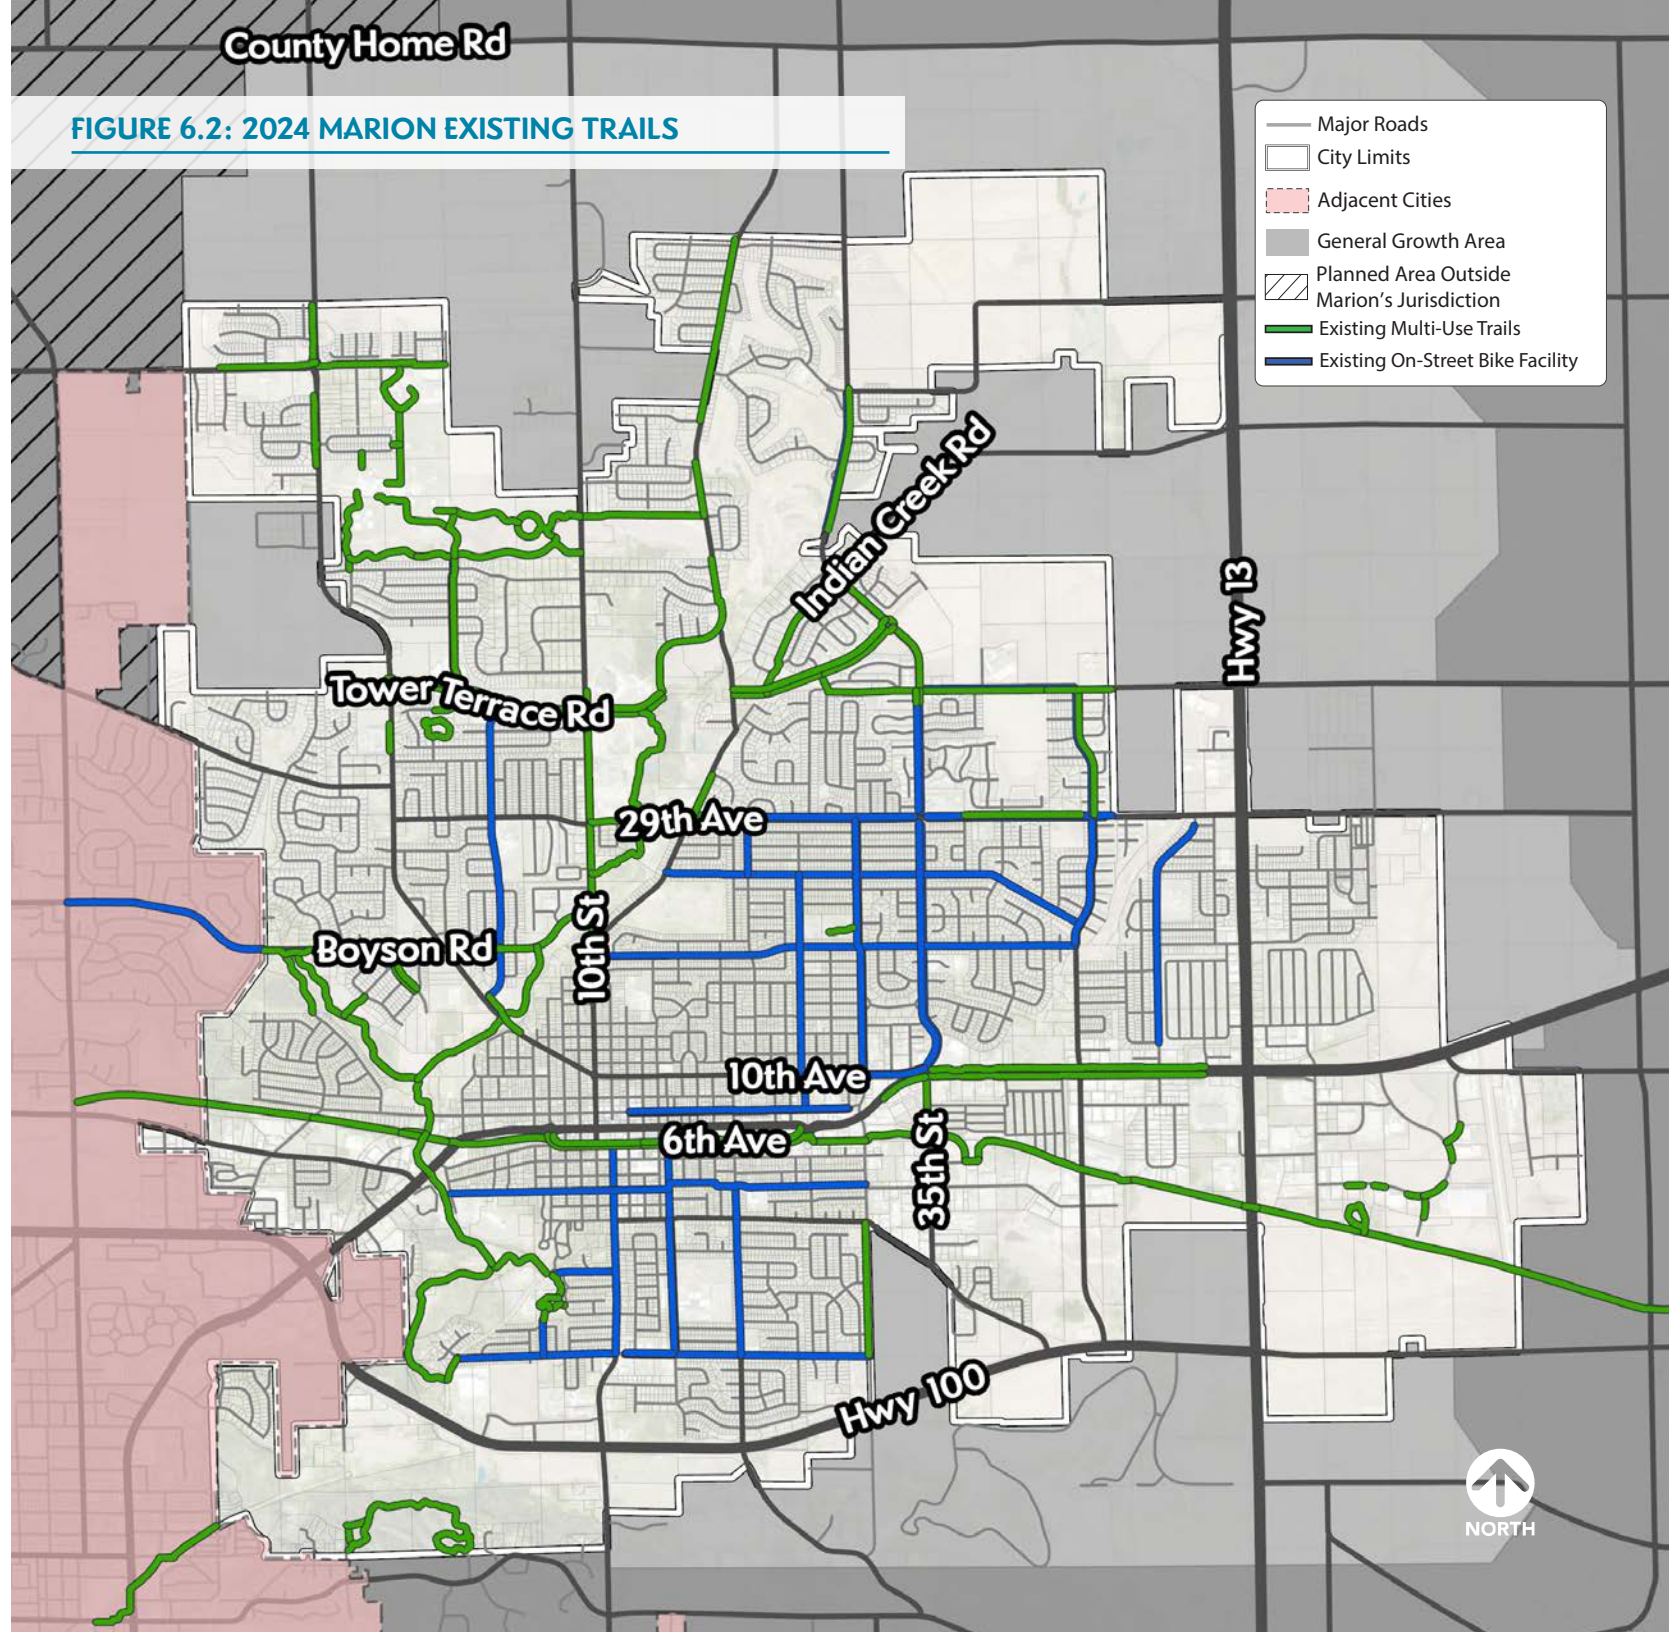 County Home Rd
FIGURE 6.2: 2024 MARION EXISTING TRAILS
Major Roads
City Limits
Adjacent Cities
General Growth Area
Planned Area Outside
Marion's Jurisdiction
Existing Multi-Use Trails
Existing On-Street Bike Facility
Indian Creek Rd
Hwy 13
Tower Terrace Rd
29th Ave
Boyson Rd
10th St
10th Ave
6th Ave
35th St
Hwy 100
NORTH